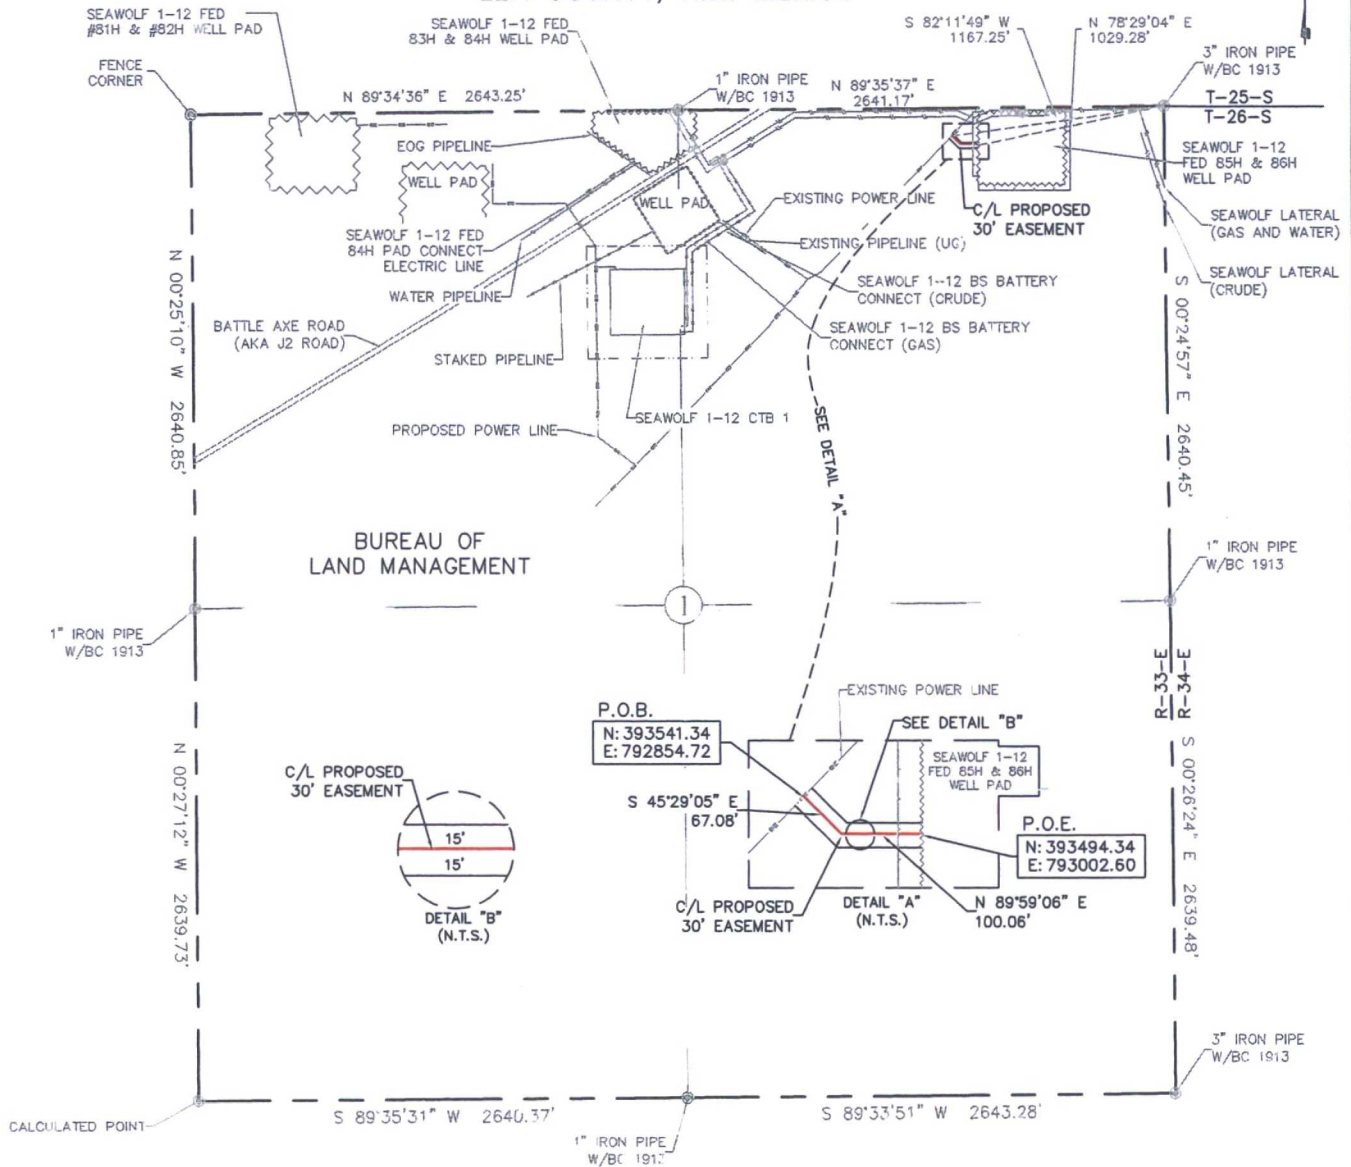 SEAWOLF 1-12 FED
#81H & #82H WELL PAD
SEAWOLF 1-12 FED
83H & 84H WELL PAD
S 82°11'49" W
1167.25'
N 78°29'04" E
1029.28'
FENCE
CORNER
N 89°34'36" E 2643.25'
1" IRON PIPE
W/BC 1913
N 89°35'37" E
2641.17'
3" IRON PIPE
W/BC 1913
T-25-S
T-26-S
EOG PIPELINE
WELL PAD
WELL PAD
SEAWOLF 1-12
FED 85H & 86H
WELL PAD
EXISTING POWER LINE
C/L PROPOSED
30' EASEMENT
SEAWOLF LATERAL
(GAS AND WATER)
SEAWOLF 1-12 FED
84H PAD CONNECT
ELECTRIC LINE
EXISTING PIPELINE (UG)
SEAWOLF LATERAL
(CRUDE)
WATER PIPELINE
SEAWOLF 1-12 BS BATTERY
CONNECT (CRUDE)
BATTLE AXE ROAD
(AKA J2 ROAD)
SEAWOLF 1-12 BS BATTERY
CONNECT (GAS)
STAKED PIPELINE
N 00°25'10" W 2640.85'
S 00°24'57" E 2640.45'
SEAWOLF 1-12 CTB 1
PROPOSED POWER LINE
SEE DETAIL "A"
BUREAU OF
LAND MANAGEMENT
1" IRON PIPE
W/BC 1913
1
1" IRON PIPE
W/BC 1913
R-33-E
R-34-E
EXISTING POWER LINE
P.O.B.
N: 393541.34
E: 792854.72
SEE DETAIL "B"
SEAWOLF 1-12
FED 85H & 86H
WELL PAD
C/L PROPOSED
30' EASEMENT
S 45°29'05" E
67.08'
P.O.E.
N: 393494.34
E: 793002.60
15'
15'
N 00°27'12" W 2639.73'
S 00°26'24" E 2639.48'
C/L PROPOSED
30' EASEMENT
DETAIL "A"
(N.T.S.)
N 89°59'06" E
100.06'
DETAIL "B"
(N.T.S.)
3" IRON PIPE
W/BC 1913
CALCULATED POINT
S 89°35'31" W 2640.37'
S 89°33'51" W 2643.28'
1" IRON PIPE
W/BC 1913